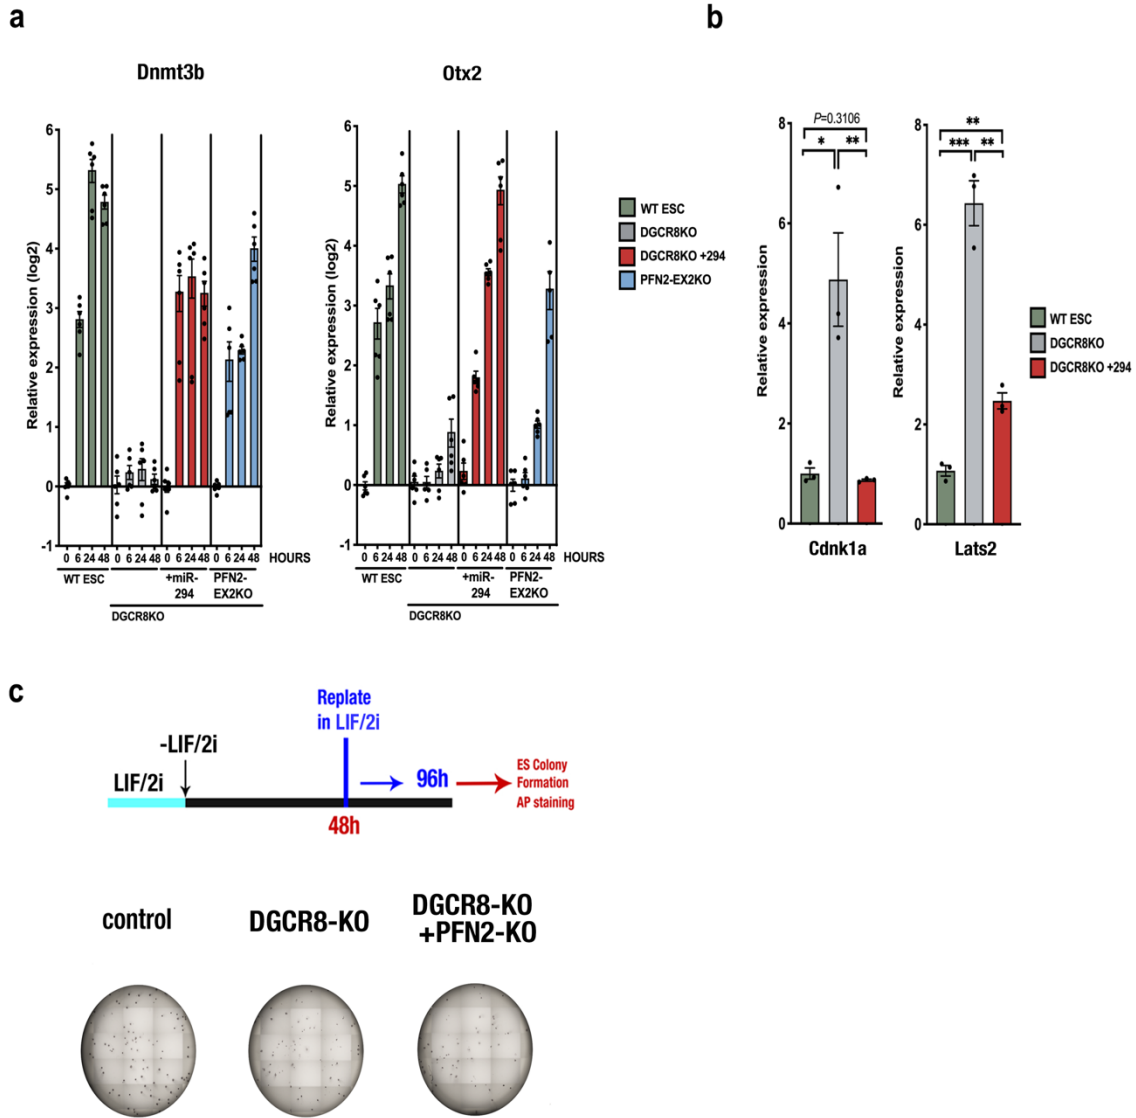 a
Dnmt3b
Relative expression (log2)
6
5
4
3
2
1
0
-1
0 6 24 48 0 6 24 48 0 6 24 48 0 6 24 48 HOURS
WT ESC
+miR-
294
PFN2-
EX2KO
DGCR8KO
Otx2
Relative expression (log2)
6
5
4
3
2
1
0
-1
0 6 24 48 0 6 24 48 0 6 24 48 0 6 24 48 HOURS
WT ESC
+miR-
294
PFN2-
EX2KO
DGCR8KO
WT ESC
DGCR8KO
DGCR8KO +294
PFN2-EX2KO
b
Relative expression
8
6
4
2
0
P=0.3106
* **
Cdnk1a
Relative expression
8
6
4
2
0
**
*** **
Lats2
WT ESC
DGCR8KO
DGCR8KO +294
c
LIF/2i
-LIF/2i
Replate
in LIF/2i
48h
96h
ES Colony
Formation
AP staining
control
DGCR8-KO
DGCR8-KO
+PFN2-KO